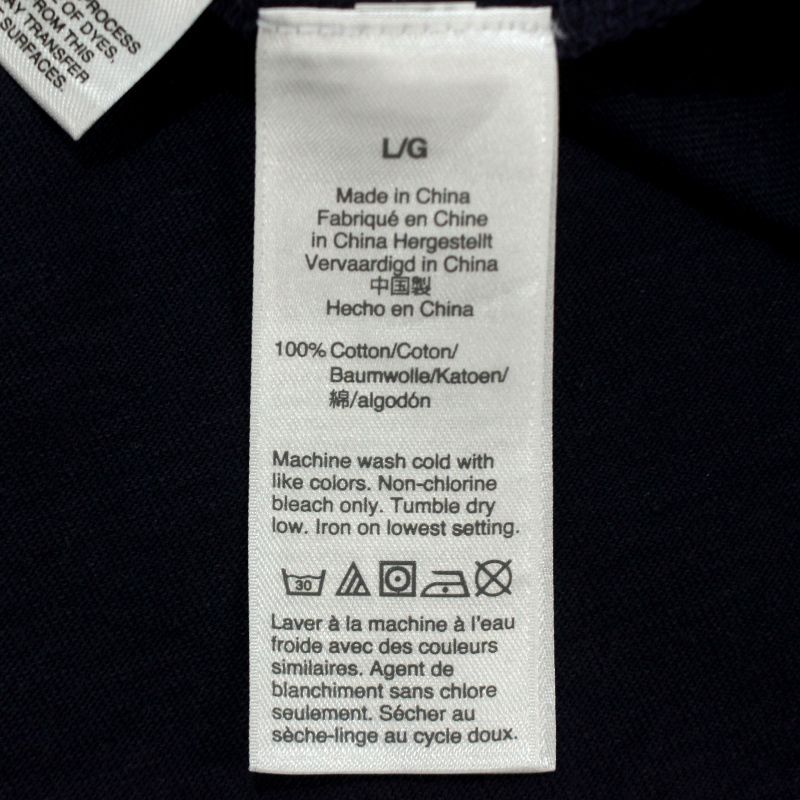 PROCESS
OF DYES.
FROM THIS
AY TRANSFER
SURFACES.
L/G
Made in China
Fabriqué en Chine
in China Hergestellt
Vervaardigd in China
中国製
Hecho en China
100% Cotton/Coton/
Baumwolle/Katoen/
綿/algodón
Machine wash cold with
like colors. Non-chlorine
bleach only. Tumble dry
low. Iron on lowest setting.
30
Laver à la machine à l'eau
froide avec des couleurs
similaires. Agent de
blanchiment sans chlore
seulement. Sécher au
sèche-linge au cycle doux.